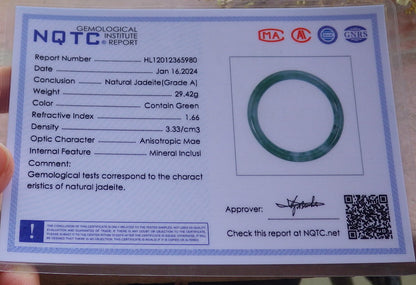 NQTC
GEMOLOGICAL
INSTITUTE
® REPORT
MA
GNRS
Report Number HL12012365980
Date Jan 16,2024
Conclusion Natural Jadeite(Grade A)
Weight 29.42g
Color Contain Green
Refractive Index 1.66
Density 3.33/cm3
Optic Character Anisotropic Mae
Internal Feature Mineral Inclusi
Comment:
Gemological tests correspond to the charact
eristics of natural jadeite.
Approver:
Check this report at NQTC.net
!